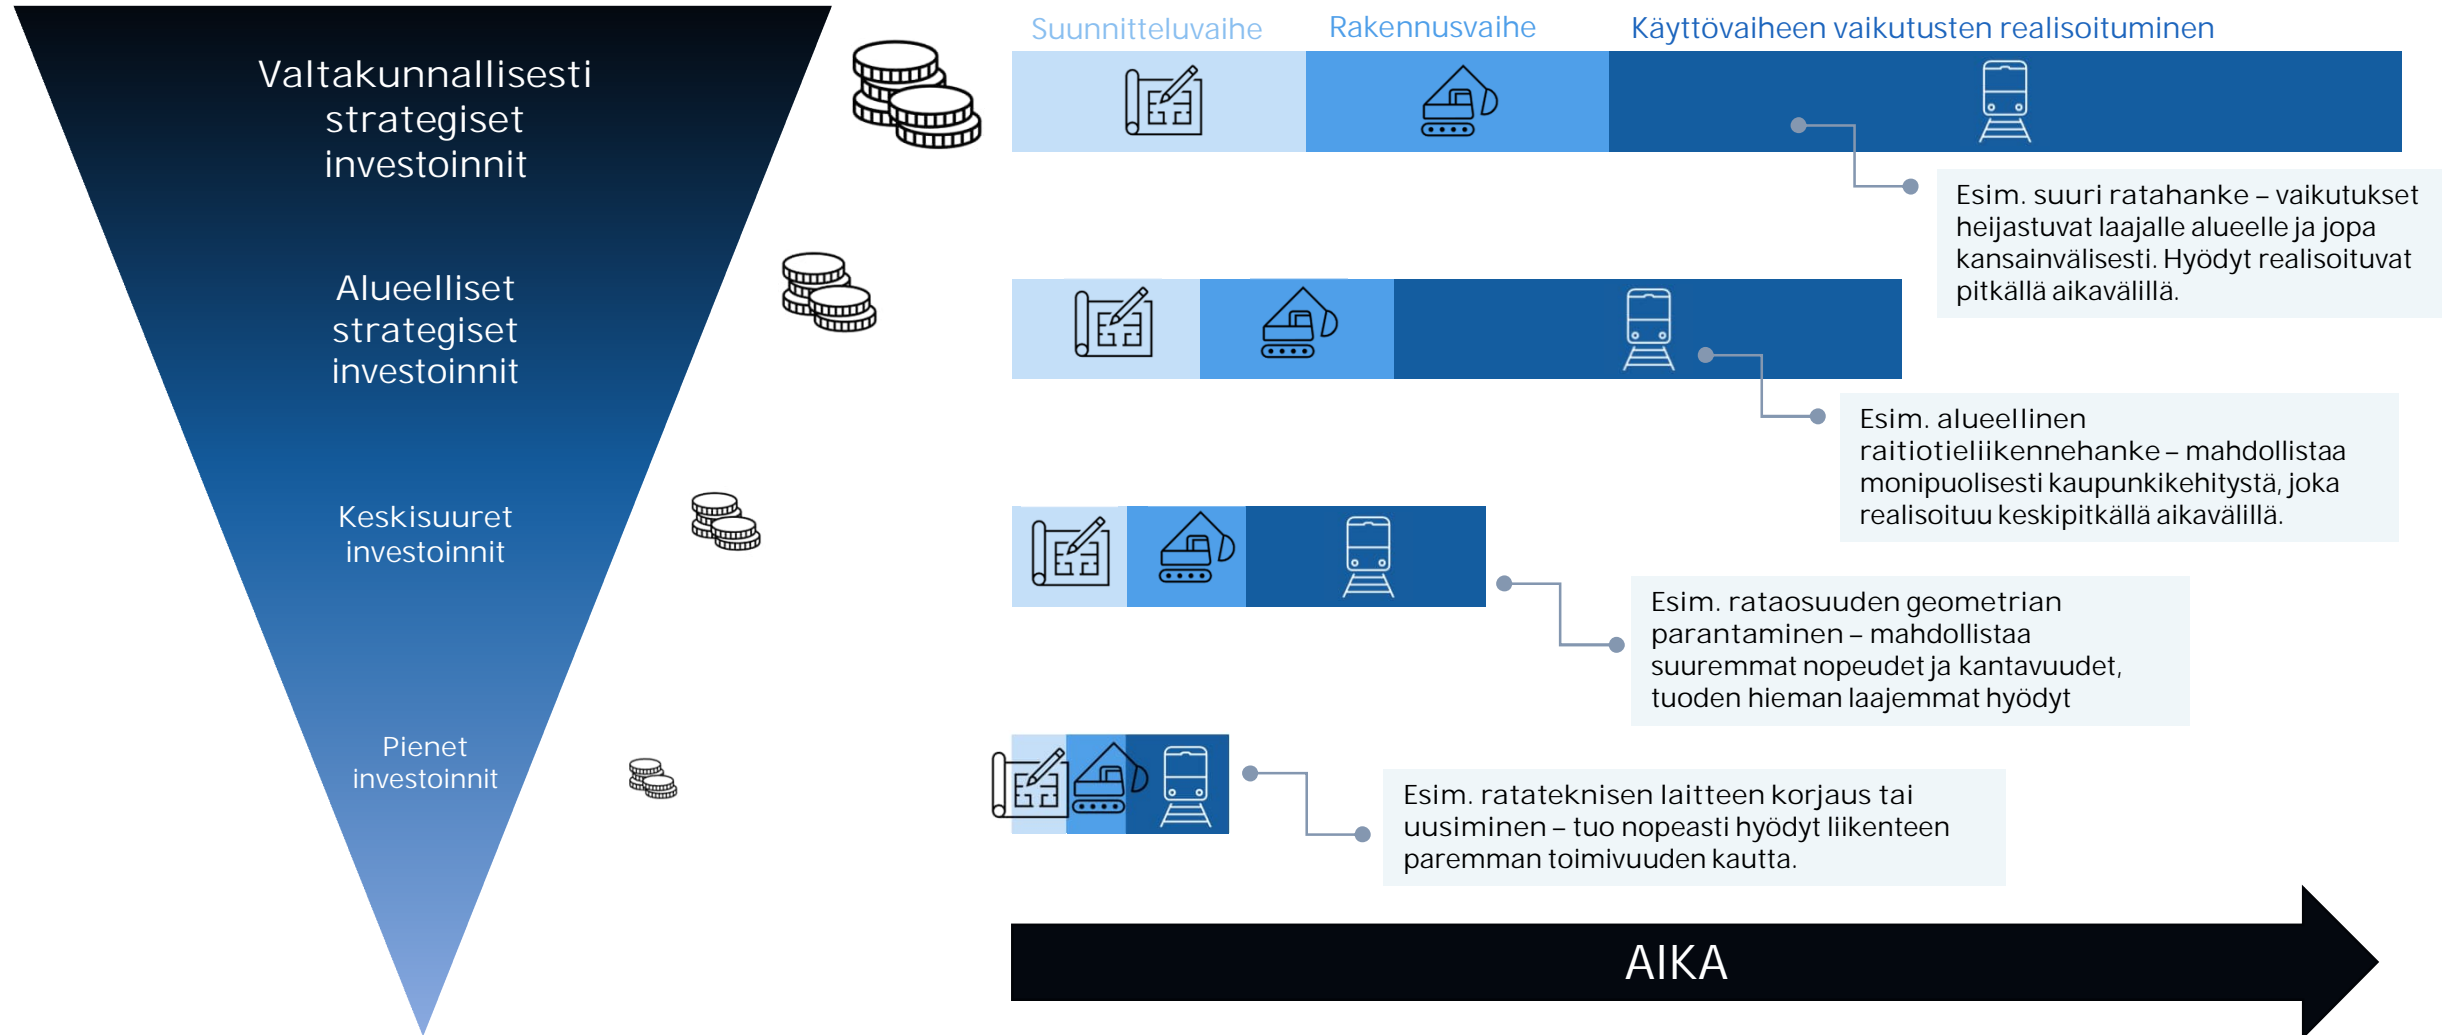 Suunnitteluvaihe
Rakennusvaihe
Käyttövaiheen vaikutusten realisoituminen
Valtakunnallisesti
strategiset
investoinnit
Esim. suuri ratahanke – vaikutukset
heijastuvat laajalle alueelle ja jopa
kansainvälisesti. Hyödyt realisoituvat
pitkällä aikavälillä.
Alueelliset
strategiset
investoinnit
Esim. alueellinen
raitiotieliikennehanke – mahdollistaa
monipuolisesti kaupunkikehitystä, joka
realisoituu keskipitkällä aikavälillä.
Keskisuuret
investoinnit
Esim. rataosuuden geometrian
parantaminen – mahdollistaa
suuremmat nopeudet ja kantavuudet,
tuoden hieman laajemmat hyödyt
Pienet
investoinnit
Esim. ratateknisen laitteen korjaus tai
uusiminen – tuo nopeasti hyödyt liikenteen
paremman toimivuuden kautta.
AIKA